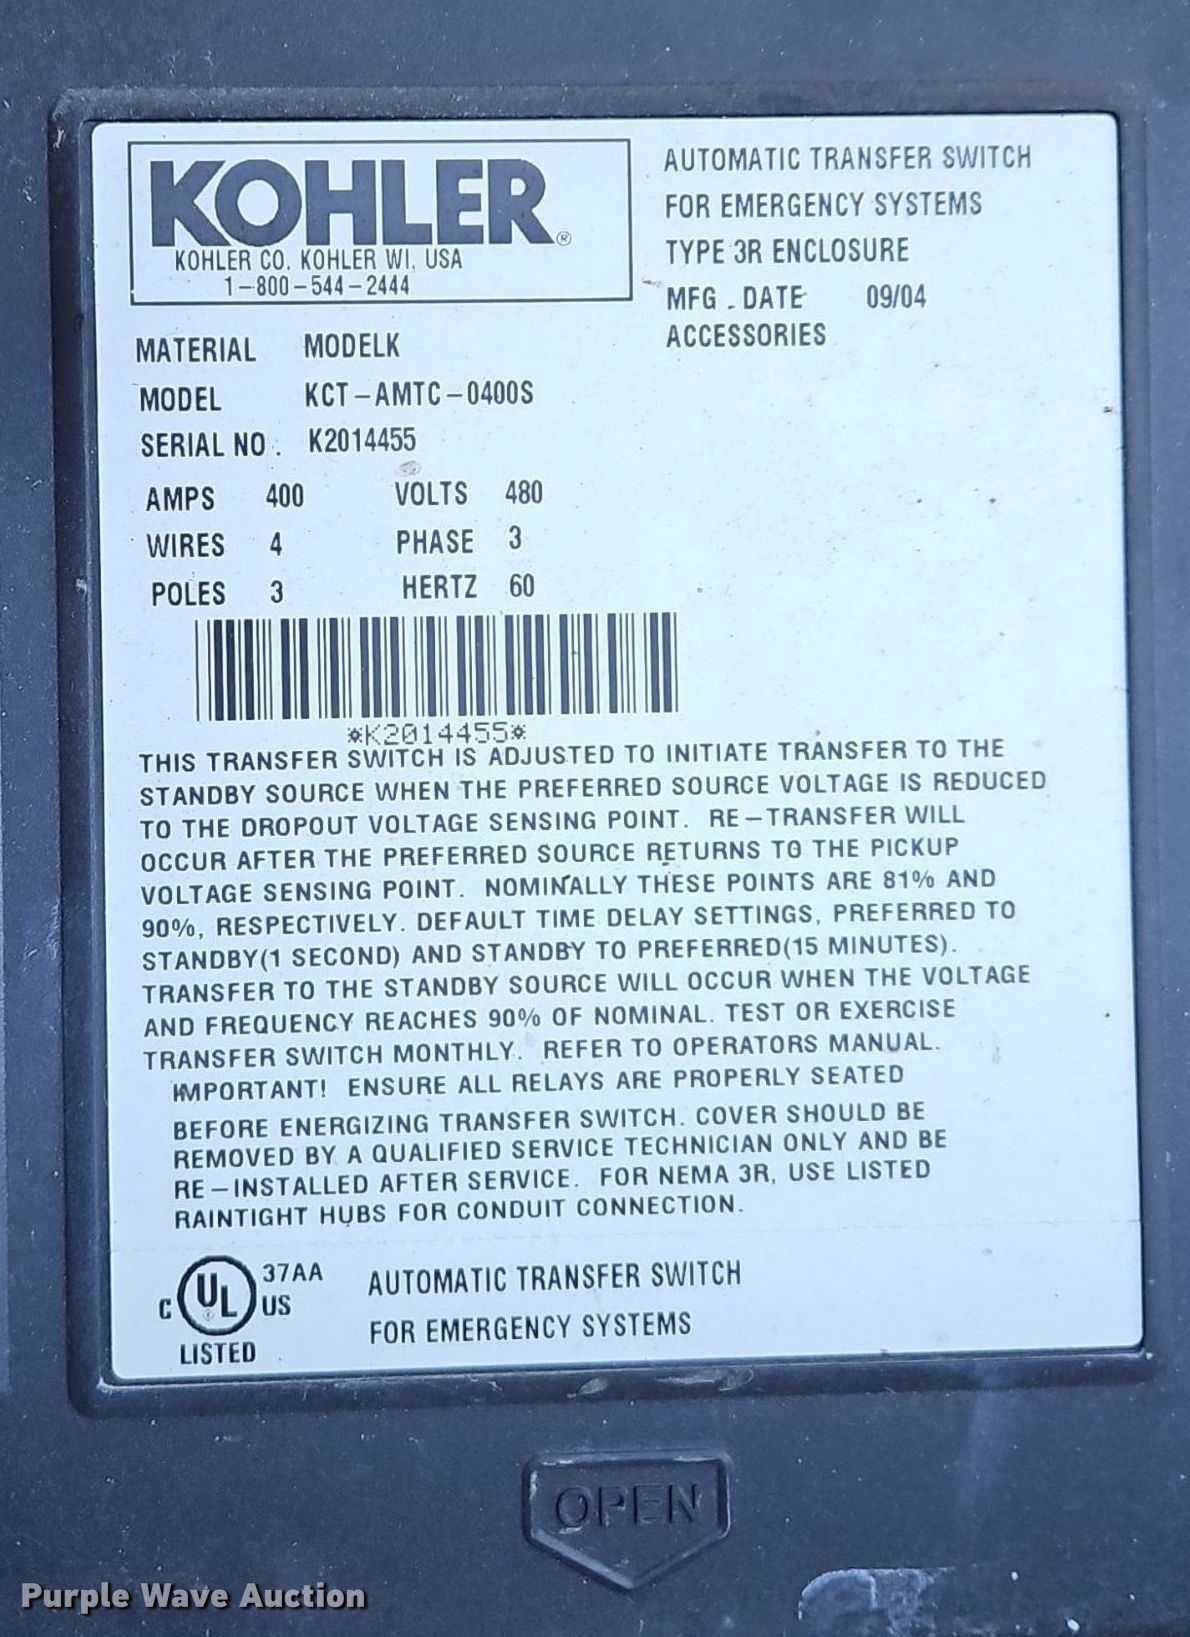 KOHLER®
KOHLER CO. KOHLER WI, USA
1-800-544-2444
AUTOMATIC TRANSFER SWITCH
FOR EMERGENCY SYSTEMS
TYPE 3R ENCLOSURE
MFG. DATE 09/04
ACCESSORIES
MATERIAL MODELK
MODEL KCT-AMTC-0400S
SERIAL NO. K2014455
AMPS 400 VOLTS 480
WIRES 4 PHASE 3
POLES 3 HERTZ 60
*K2014455*
THIS TRANSFER SWITCH IS ADJUSTED TO INITIATE TRANSFER TO THE
STANDBY SOURCE WHEN THE PREFERRED SOURCE VOLTAGE IS REDUCED
TO THE DROPOUT VOLTAGE SENSING POINT. RE-TRANSFER WILL
OCCUR AFTER THE PREFERRED SOURCE RETURNS TO THE PICKUP
VOLTAGE SENSING POINT. NOMINALLY THESE POINTS ARE 81% AND
90%, RESPECTIVELY. DEFAULT TIME DELAY SETTINGS, PREFERRED TO
STANDBY(1 SECOND) AND STANDBY TO PREFERRED(15 MINUTES).
TRANSFER TO THE STANDBY SOURCE WILL OCCUR WHEN THE VOLTAGE
AND FREQUENCY REACHES 90% OF NOMINAL. TEST OR EXERCISE
TRANSFER SWITCH MONTHLY. REFER TO OPERATORS MANUAL.
IMPORTANT! ENSURE ALL RELAYS ARE PROPERLY SEATED
BEFORE ENERGIZING TRANSFER SWITCH. COVER SHOULD BE
REMOVED BY A QUALIFIED SERVICE TECHNICIAN ONLY AND BE
RE-INSTALLED AFTER SERVICE. FOR NEMA 3R, USE LISTED
RAINTIGHT HUBS FOR CONDUIT CONNECTION.
C UL US 37AA
LISTED
AUTOMATIC TRANSFER SWITCH
FOR EMERGENCY SYSTEMS
OPEN
Purple Wave Auction